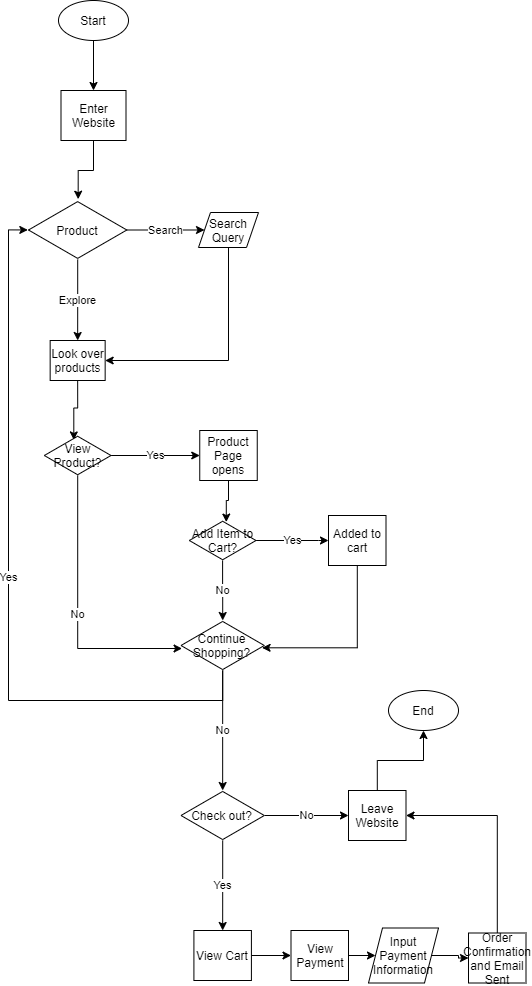 Start
Enter
Website
Product
Search
Search
Query
Explore
Look over
products
View
Product?
Yes
Product
Page
opens
Add Item to
Cart?
Yes
Added to
cart
Yes
No
No
Continue
Shopping?
End
No
Check out?
No
Leave
Website
Yes
View Cart
View
Payment
Input
Payment
Information
Order
Confirmation
and Email
Sent